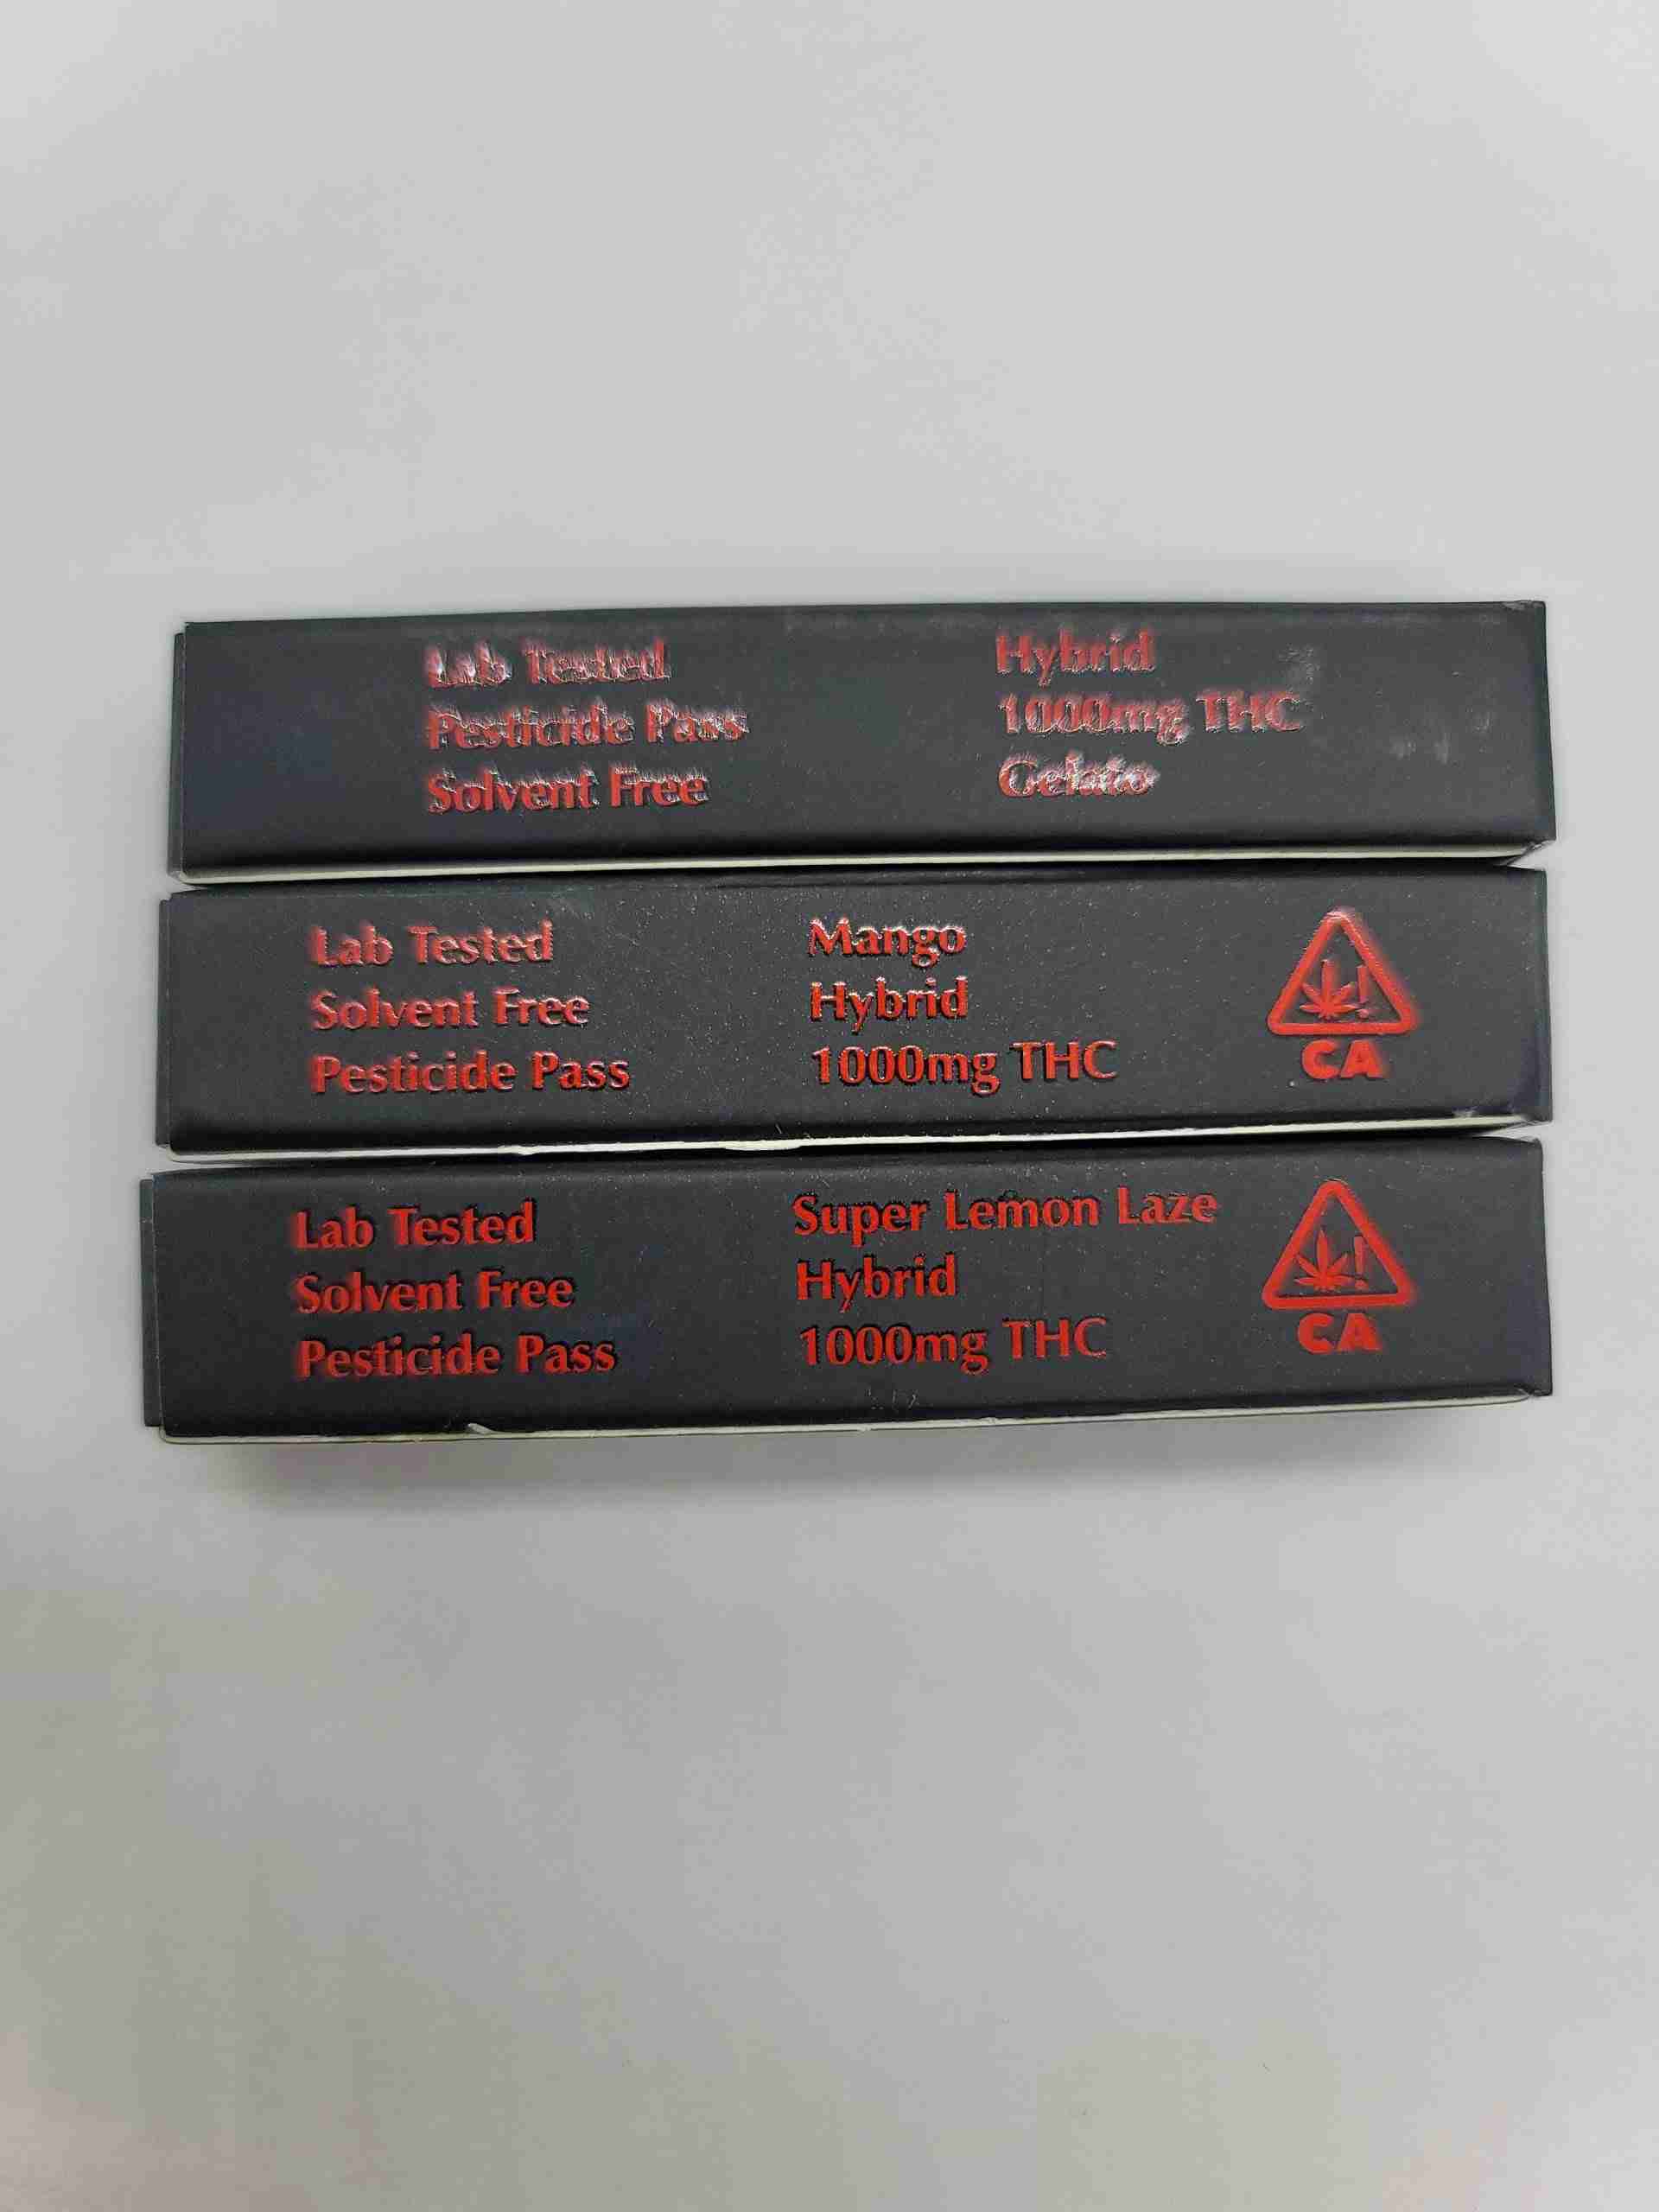 Lab Tested
Pesticide Pass
Solvent Free
Hybrid
1000mg THC
Gelato
Lab Tested
Solvent Free
Pesticide Pass
Mango
Hybrid
1000mg THC
!
CA
Lab Tested
Solvent Free
Pesticide Pass
Super Lemon Laze
Hybrid
1000mg THC
!
CA